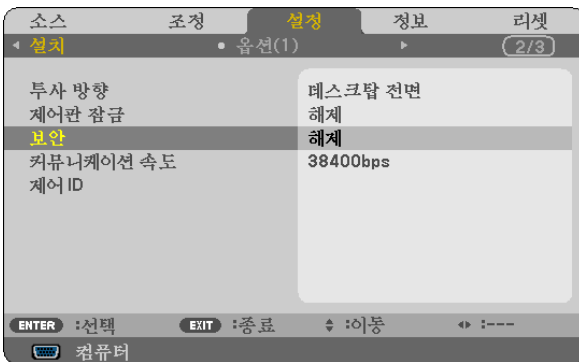 소스 조정 설정 정보 리셋
◂ 설치 ● 옵션(1) ▸ 2/3
투사 방향 데스크탑 전면
제어판 잠금 해제
보안 해제
커뮤니케이션 속도 38400bps
제어 ID
ENTER :선택 EXIT :종료 ♦ :이동 ◂▸ :---
컴퓨터